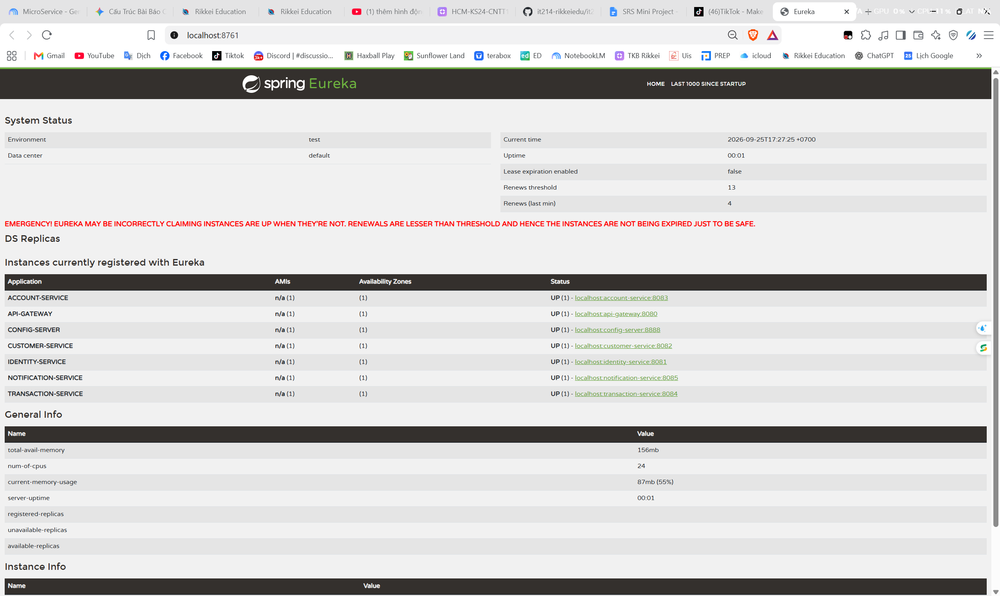 MicroService - Ger
Cấu Trúc Bài Báo C
Rikkei Education
Rikkei Education
(1) thêm hình độn
HCM-KS24-CNTT1
it214-rikkeiedu/it2
SRS Mini Project -
(46)TikTok - Make
Eureka
GPU 0% CPU 11% LAT
localhost:8761
Gmail
YouTube
Dịch
Facebook
Tiktok
3k+
Discord | #discussio...
Haxball Play
Sunflower Land
terabox
ed ED
NotebookLM
TKB Rikkei
Uis
PREP
icloud
Rikkei Education
ChatGPT
25 Lịch Google
spring Eureka
HOME LAST 1000 SINCE STARTUP
System Status
Environment test
Data center default
Current time 2026-09-25T17:27:25 +0700
Uptime 00:01
Lease expiration enabled false
Renews threshold 13
Renews (last min) 4
EMERGENCY! EUREKA MAY BE INCORRECTLY CLAIMING INSTANCES ARE UP WHEN THEY'RE NOT. RENEWALS ARE LESSER THAN THRESHOLD AND HENCE THE INSTANCES ARE NOT BEING EXPIRED JUST TO BE SAFE.
DS Replicas
Instances currently registered with Eureka
Application AMIs Availability Zones Status
ACCOUNT-SERVICE n/a (1) (1) UP (1) - localhost:account-service:8083
API-GATEWAY n/a (1) (1) UP (1) - localhost:api-gateway:8080
CONFIG-SERVER n/a (1) (1) UP (1) - localhost:config-server:8888
CUSTOMER-SERVICE n/a (1) (1) UP (1) - localhost:customer-service:8082
IDENTITY-SERVICE n/a (1) (1) UP (1) - localhost:identity-service:8081
NOTIFICATION-SERVICE n/a (1) (1) UP (1) - localhost:notification-service:8085
TRANSACTION-SERVICE n/a (1) (1) UP (1) - localhost:transaction-service:8084
General Info
Name Value
total-avail-memory 156mb
num-of-cpus 24
current-memory-usage 87mb (55%)
server-uptime 00:01
registered-replicas
unavailable-replicas
available-replicas
Instance Info
Name Value